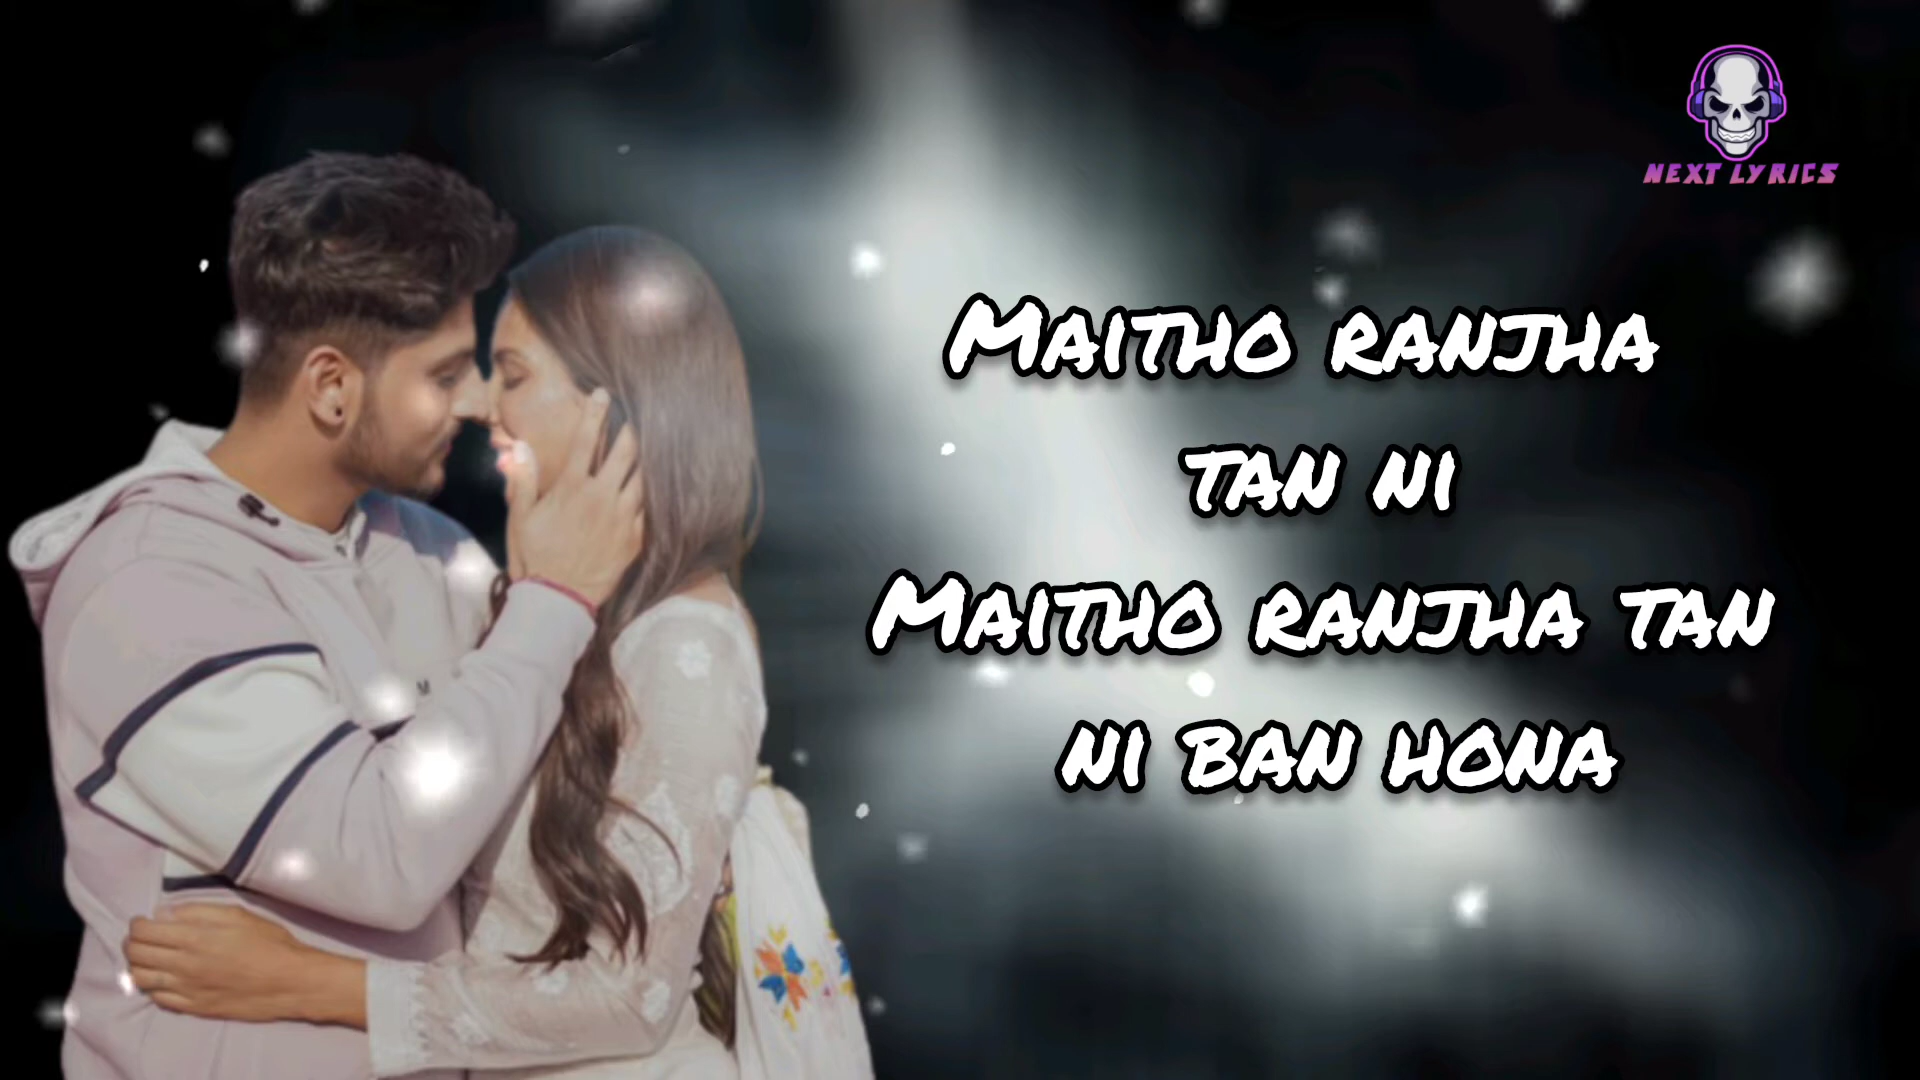 NEXT LYRICS
Maitho ranjha
tan ni
Maitho ranjha tan
ni ban hona
M